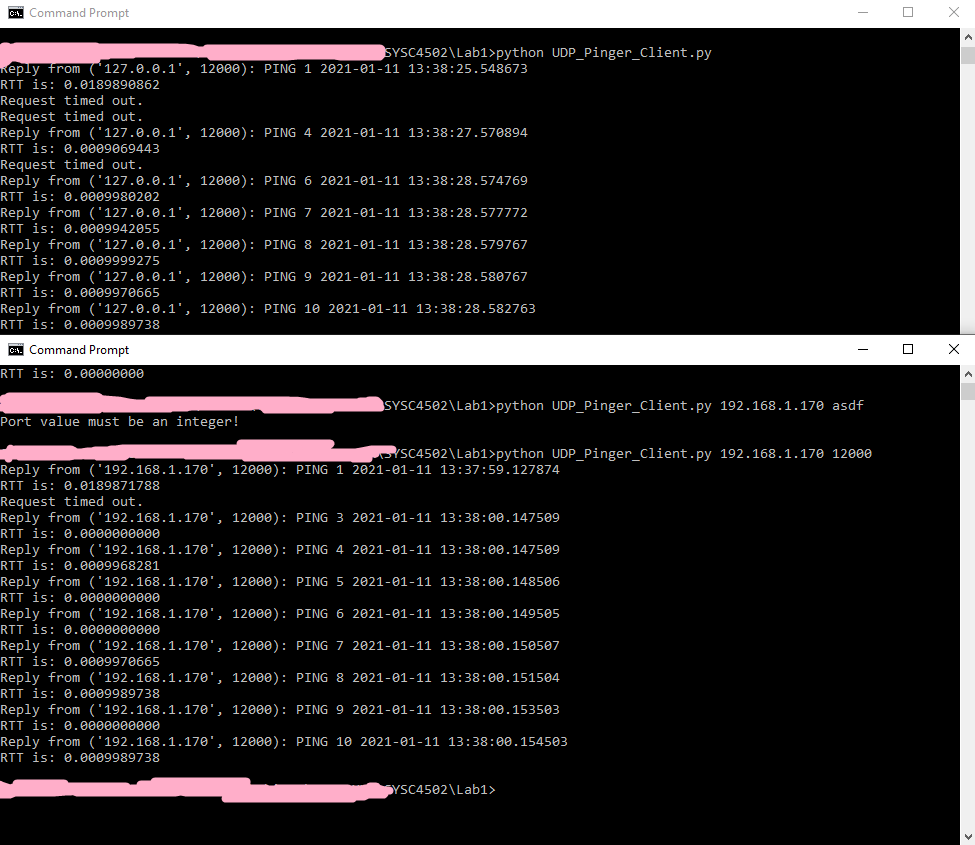 Command Prompt
SYSC4502\Lab1>python UDP_Pinger_Client.py
Reply from ('127.0.0.1', 12000): PING 1 2021-01-11 13:38:25.548673
RTT is: 0.0189890862
Request timed out.
Request timed out.
Reply from ('127.0.0.1', 12000): PING 4 2021-01-11 13:38:27.570894
RTT is: 0.0009069443
Request timed out.
Reply from ('127.0.0.1', 12000): PING 6 2021-01-11 13:38:28.574769
RTT is: 0.0009980202
Reply from ('127.0.0.1', 12000): PING 7 2021-01-11 13:38:28.577772
RTT is: 0.0009942055
Reply from ('127.0.0.1', 12000): PING 8 2021-01-11 13:38:28.579767
RTT is: 0.0009999275
Reply from ('127.0.0.1', 12000): PING 9 2021-01-11 13:38:28.580767
RTT is: 0.0009970665
Reply from ('127.0.0.1', 12000): PING 10 2021-01-11 13:38:28.582763
RTT is: 0.0009989738
Command Prompt
RTT is: 0.00000000
SYSC4502\Lab1>python UDP_Pinger_Client.py 192.168.1.170 asdf
Port value must be an integer!
\SYSC4502\Lab1>python UDP_Pinger_Client.py 192.168.1.170 12000
Reply from ('192.168.1.170', 12000): PING 1 2021-01-11 13:37:59.127874
RTT is: 0.0189871788
Request timed out.
Reply from ('192.168.1.170', 12000): PING 3 2021-01-11 13:38:00.147509
RTT is: 0.0000000000
Reply from ('192.168.1.170', 12000): PING 4 2021-01-11 13:38:00.147509
RTT is: 0.0009968281
Reply from ('192.168.1.170', 12000): PING 5 2021-01-11 13:38:00.148506
RTT is: 0.0000000000
Reply from ('192.168.1.170', 12000): PING 6 2021-01-11 13:38:00.149505
RTT is: 0.0000000000
Reply from ('192.168.1.170', 12000): PING 7 2021-01-11 13:38:00.150507
RTT is: 0.0009970665
Reply from ('192.168.1.170', 12000): PING 8 2021-01-11 13:38:00.151504
RTT is: 0.0009989738
Reply from ('192.168.1.170', 12000): PING 9 2021-01-11 13:38:00.153503
RTT is: 0.0000000000
Reply from ('192.168.1.170', 12000): PING 10 2021-01-11 13:38:00.154503
RTT is: 0.0009989738
SYSC4502\Lab1>